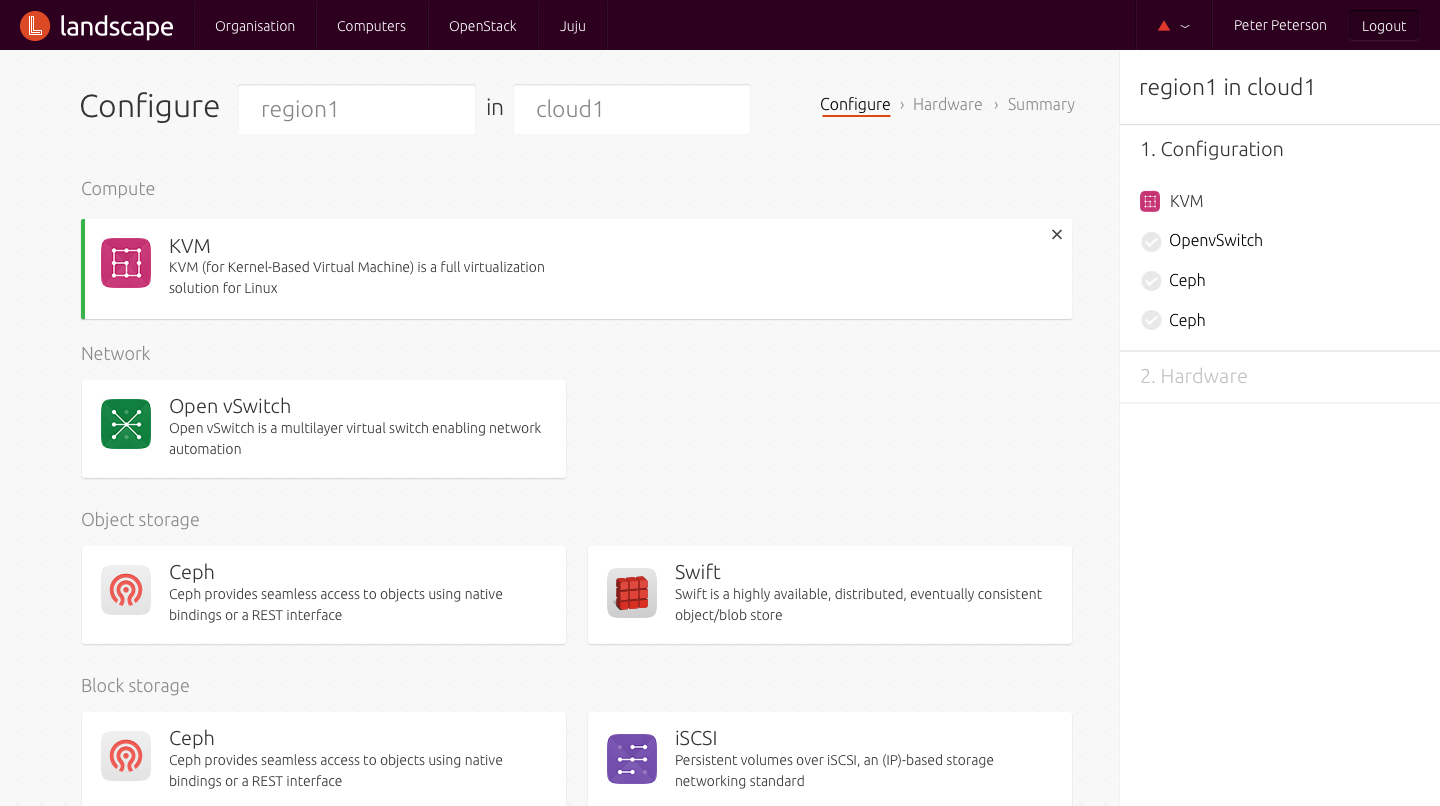 landscape
Organisation
Computers
OpenStack
Juju
Peter Peterson
Logout
Configure
region1
in
cloud1
Configure › Hardware › Summary
Compute
KVM
KVM (for Kernel-Based Virtual Machine) is a full virtualization
solution for Linux
Network
Open vSwitch
Open vSwitch is a multilayer virtual switch enabling network
automation
Object storage
Ceph
Ceph provides seamless access to objects using native
bindings or a REST interface
Swift
Swift is a highly available, distributed, eventually consistent
object/blob store
Block storage
Ceph
Ceph provides seamless access to objects using native
bindings or a REST interface
iSCSI
Persistent volumes over iSCSI, an (IP)-based storage
networking standard
region1 in cloud1
1. Configuration
KVM
OpenvSwitch
Ceph
Ceph
2. Hardware